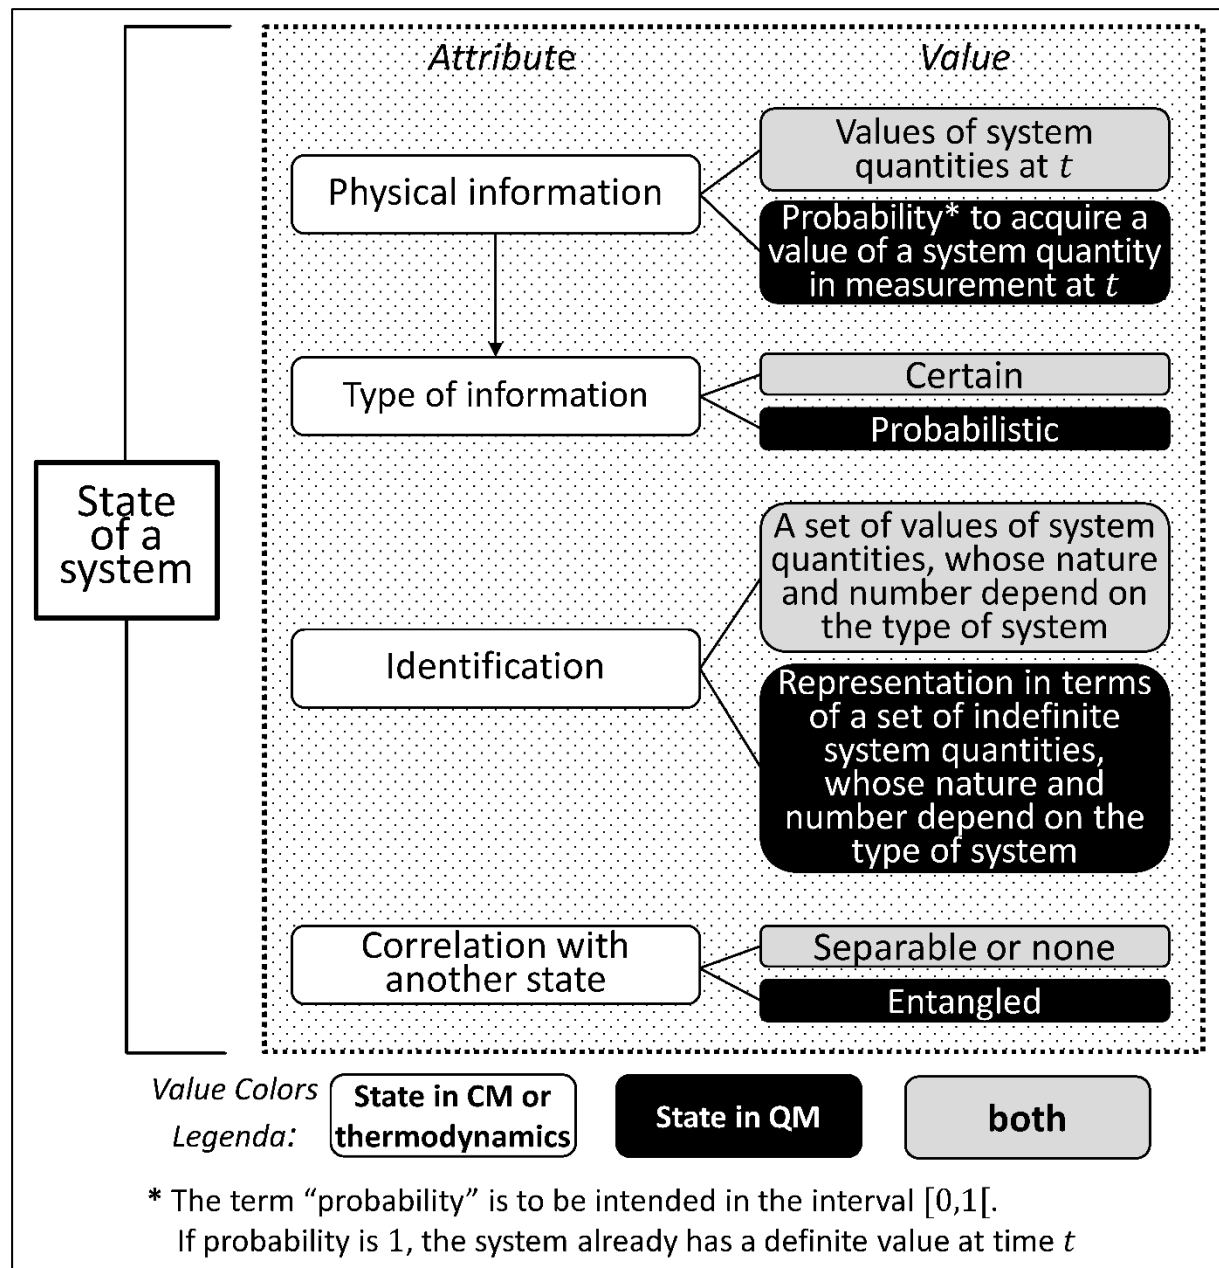 Attribute
Value
Physical information
Values of system
quantities at t
Probability* to acquire a
value of a system quantity
in measurement at t
Type of information
Certain
Probabilistic
State
of a
system
Identification
A set of values of system
quantities, whose nature
and number depend on
the type of system
Representation in terms
of a set of indefinite
system quantities,
whose nature and
number depend on the
type of system
Correlation with
another state
Separable or none
Entangled
Value Colors
Legenda:
State in CM or
thermodynamics
State in QM
both
* The term “probability” is to be intended in the interval [0,1[.
If probability is 1, the system already has a definite value at time t